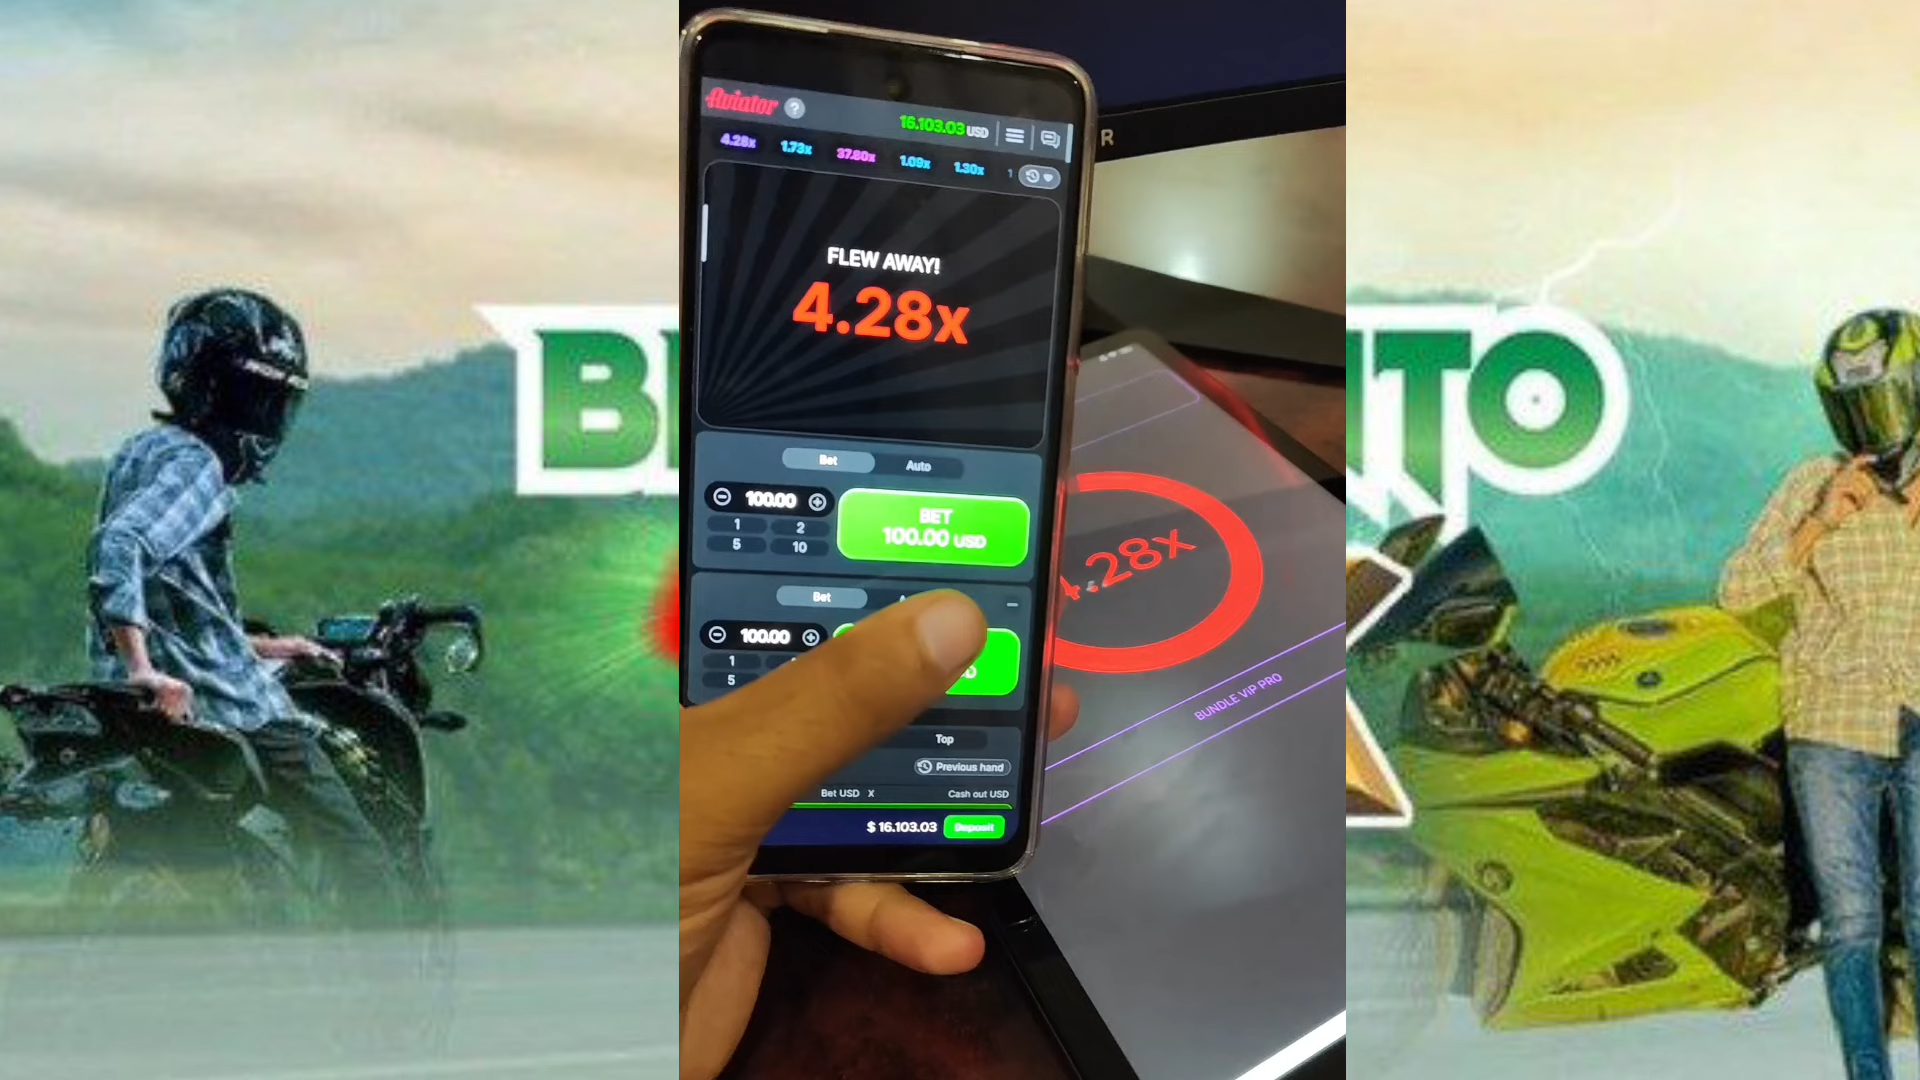 Aviator ?
16.103.03 USD
4.28x 1.73x 37.80x 1.09x 1.30x 1
FLEW AWAY!
4.28x
Bet Auto
100.00
1 2
5 10
BET
100.00 USD
Bet
100.00
1
5
Top
Previous hand
Bet USD X Cash out USD
$ 16.103.03 Deposit
R
4.28x
BUNDLE VIP PRO
B
TO